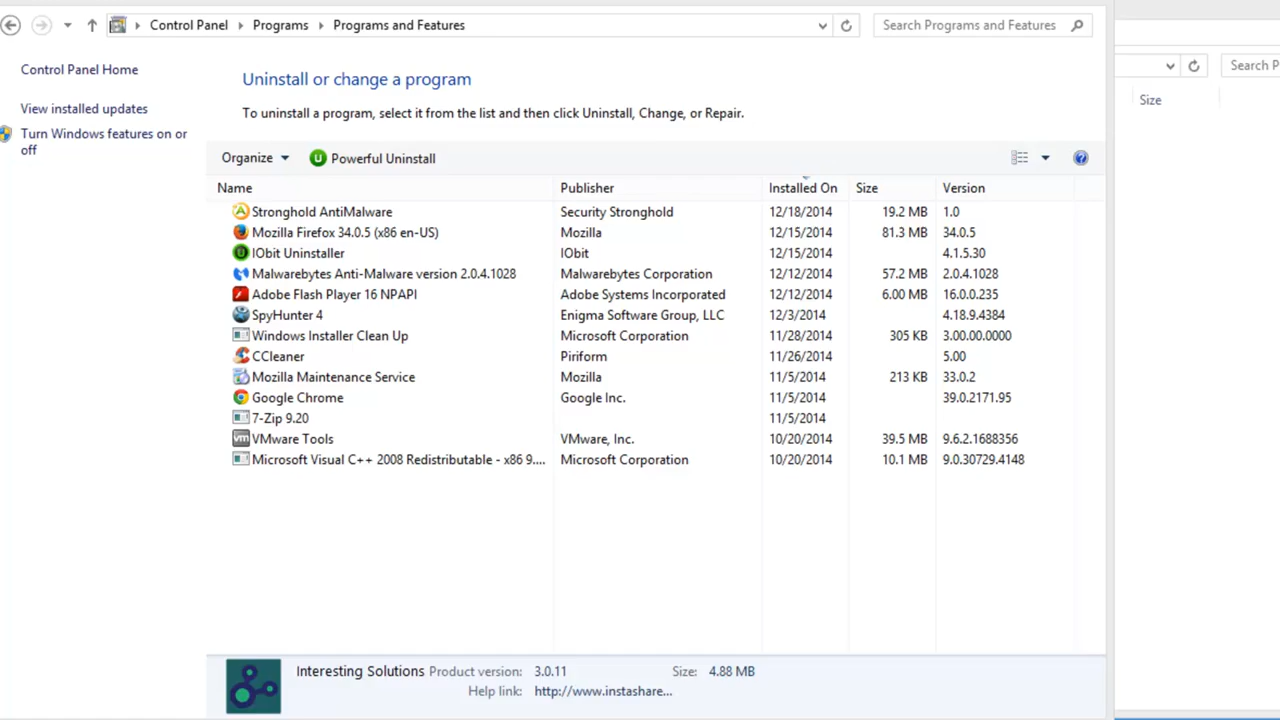 Control Panel Programs Programs and Features Search Programs and Features
Search P
Control Panel Home
View installed updates
Turn Windows features on or
off
Uninstall or change a program
To uninstall a program, select it from the list and then click Uninstall, Change, or Repair.
Organize U Powerful Uninstall ?
Name Publisher Installed On Size Version
Size
Stronghold AntiMalware Security Stronghold 12/18/2014 19.2 MB 1.0
Mozilla Firefox 34.0.5 (x86 en-US) Mozilla 12/15/2014 81.3 MB 34.0.5
IObit Uninstaller IObit 12/15/2014 4.1.5.30
Malwarebytes Anti-Malware version 2.0.4.1028 Malwarebytes Corporation 12/12/2014 57.2 MB 2.0.4.1028
Adobe Flash Player 16 NPAPI Adobe Systems Incorporated 12/12/2014 6.00 MB 16.0.0.235
SpyHunter 4 Enigma Software Group, LLC 12/3/2014 4.18.9.4384
Windows Installer Clean Up Microsoft Corporation 11/28/2014 305 KB 3.00.00.0000
CCleaner Piriform 11/26/2014 5.00
Mozilla Maintenance Service Mozilla 11/5/2014 213 KB 33.0.2
Google Chrome Google Inc. 11/5/2014 39.0.2171.95
7-Zip 9.20 11/5/2014
vm VMware Tools VMware, Inc. 10/20/2014 39.5 MB 9.6.2.1688356
Microsoft Visual C++ 2008 Redistributable - x86 9.... Microsoft Corporation 10/20/2014 10.1 MB 9.0.30729.4148
Interesting Solutions Product version: 3.0.11 Size: 4.88 MB
Help link: http://www.instashare...